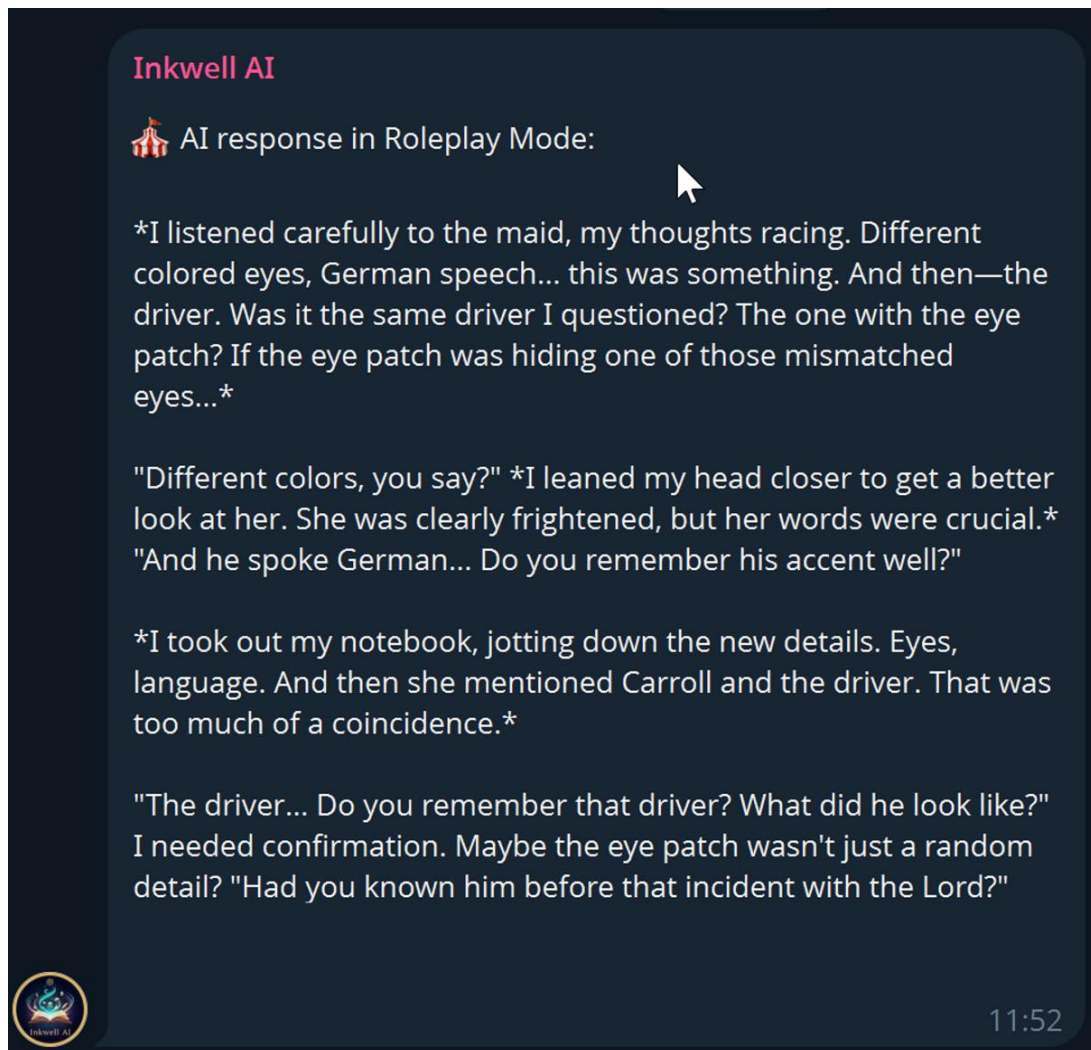 Inkwell AI
🎪 AI response in Roleplay Mode:
*I listened carefully to the maid, my thoughts racing. Different
colored eyes, German speech... this was something. And then—the
driver. Was it the same driver I questioned? The one with the eye
patch? If the eye patch was hiding one of those mismatched
eyes...*
"Different colors, you say?" *I leaned my head closer to get a better
look at her. She was clearly frightened, but her words were crucial.*
"And he spoke German... Do you remember his accent well?"
*I took out my notebook, jotting down the new details. Eyes,
language. And then she mentioned Carroll and the driver. That was
too much of a coincidence.*
"The driver... Do you remember that driver? What did he look like?"
I needed confirmation. Maybe the eye patch wasn't just a random
detail? "Had you known him before that incident with the Lord?"
Inkwell AI
11:52